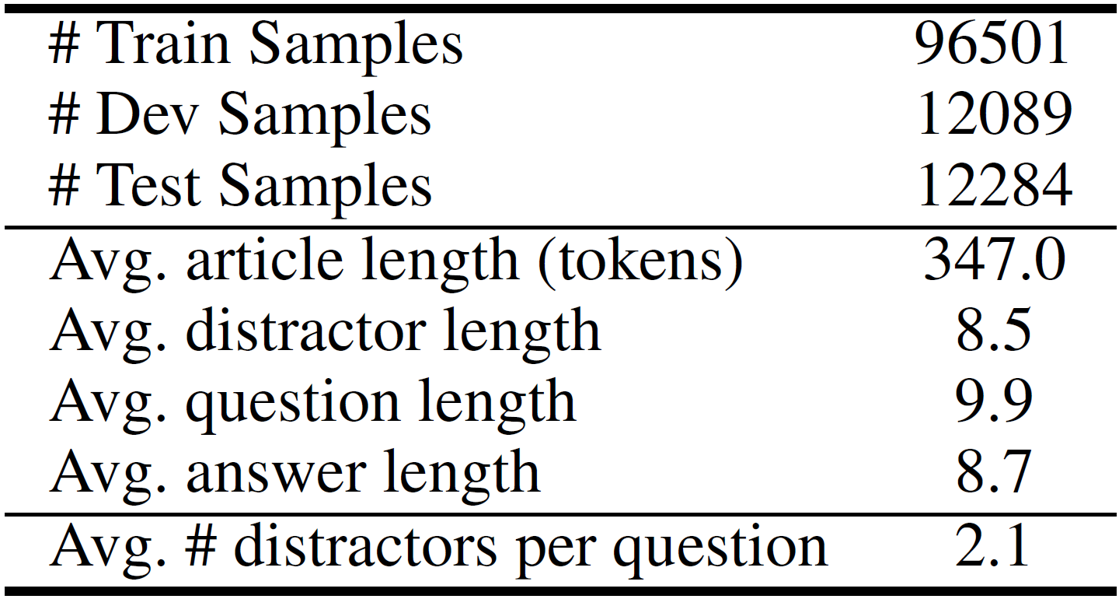 # Train Samples 96501
# Dev Samples 12089
# Test Samples 12284
Avg. article length (tokens) 347.0
Avg. distractor length 8.5
Avg. question length 9.9
Avg. answer length 8.7
Avg. # distractors per question 2.1